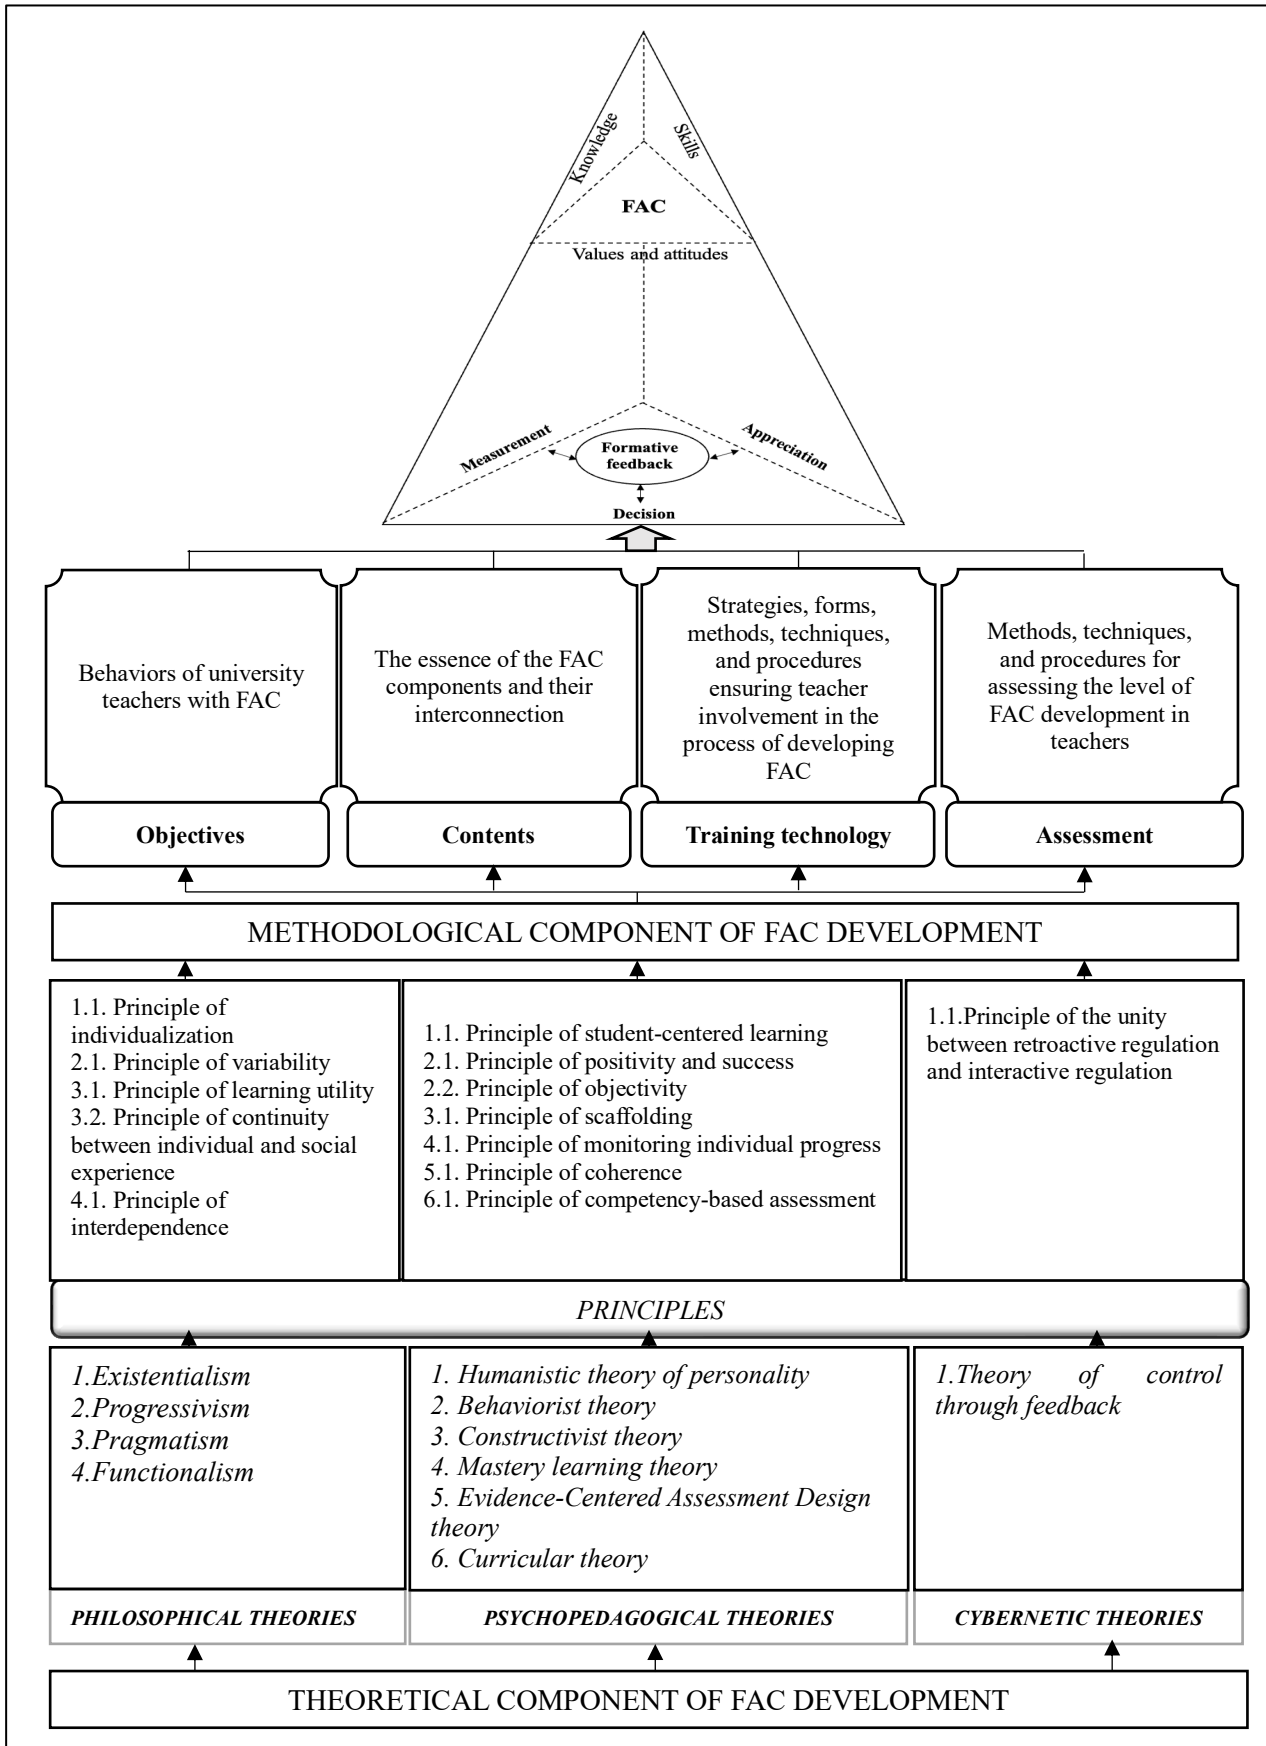 Knowledge
Skills
FAC
Values and attitudes
Measurement
Formative
feedback
Appreciation
Decision
Behaviors of university
teachers with FAC
The essence of the FAC
components and their
interconnection
Strategies, forms,
methods, techniques,
and procedures
ensuring teacher
involvement in the
process of developing
FAC
Methods, techniques,
and procedures for
assessing the level of
FAC development in
teachers
Objectives
Contents
Training technology
Assessment
METHODOLOGICAL COMPONENT OF FAC DEVELOPMENT
1.1. Principle of
individualization
2.1. Principle of variability
3.1. Principle of learning utility
3.2. Principle of continuity
between individual and social
experience
4.1. Principle of
interdependence
1.1. Principle of student-centered learning
2.1. Principle of positivity and success
2.2. Principle of objectivity
3.1. Principle of scaffolding
4.1. Principle of monitoring individual progress
5.1. Principle of coherence
6.1. Principle of competency-based assessment
1.1.Principle of the unity
between retroactive regulation
and interactive regulation
PRINCIPLES
1.Existentialism
2.Progressivism
3.Pragmatism
4.Functionalism
1. Humanistic theory of personality
2. Behaviorist theory
3. Constructivist theory
4. Mastery learning theory
5. Evidence-Centered Assessment Design
theory
6. Curricular theory
1.Theory of control
through feedback
PHILOSOPHICAL THEORIES
PSYCHOPEDAGOGICAL THEORIES
CYBERNETIC THEORIES
THEORETICAL COMPONENT OF FAC DEVELOPMENT